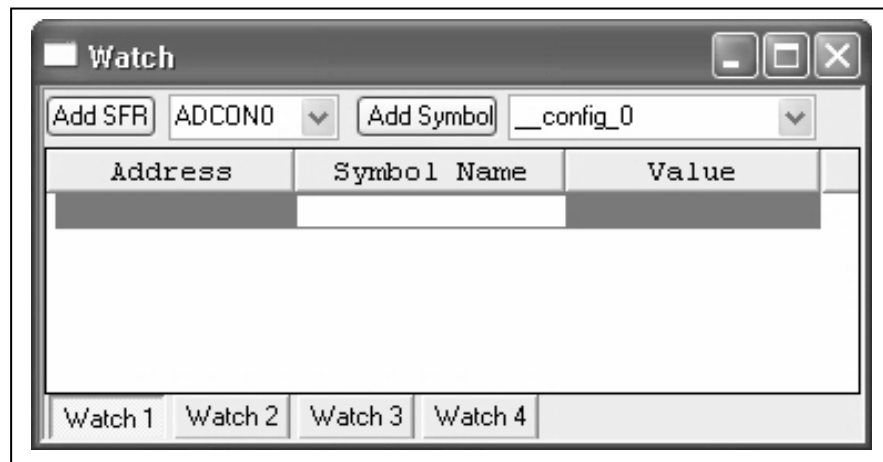 Watch
Add SFR ADCON0 Add Symbol __config_0
Address Symbol Name Value
Watch 1 Watch 2 Watch 3 Watch 4